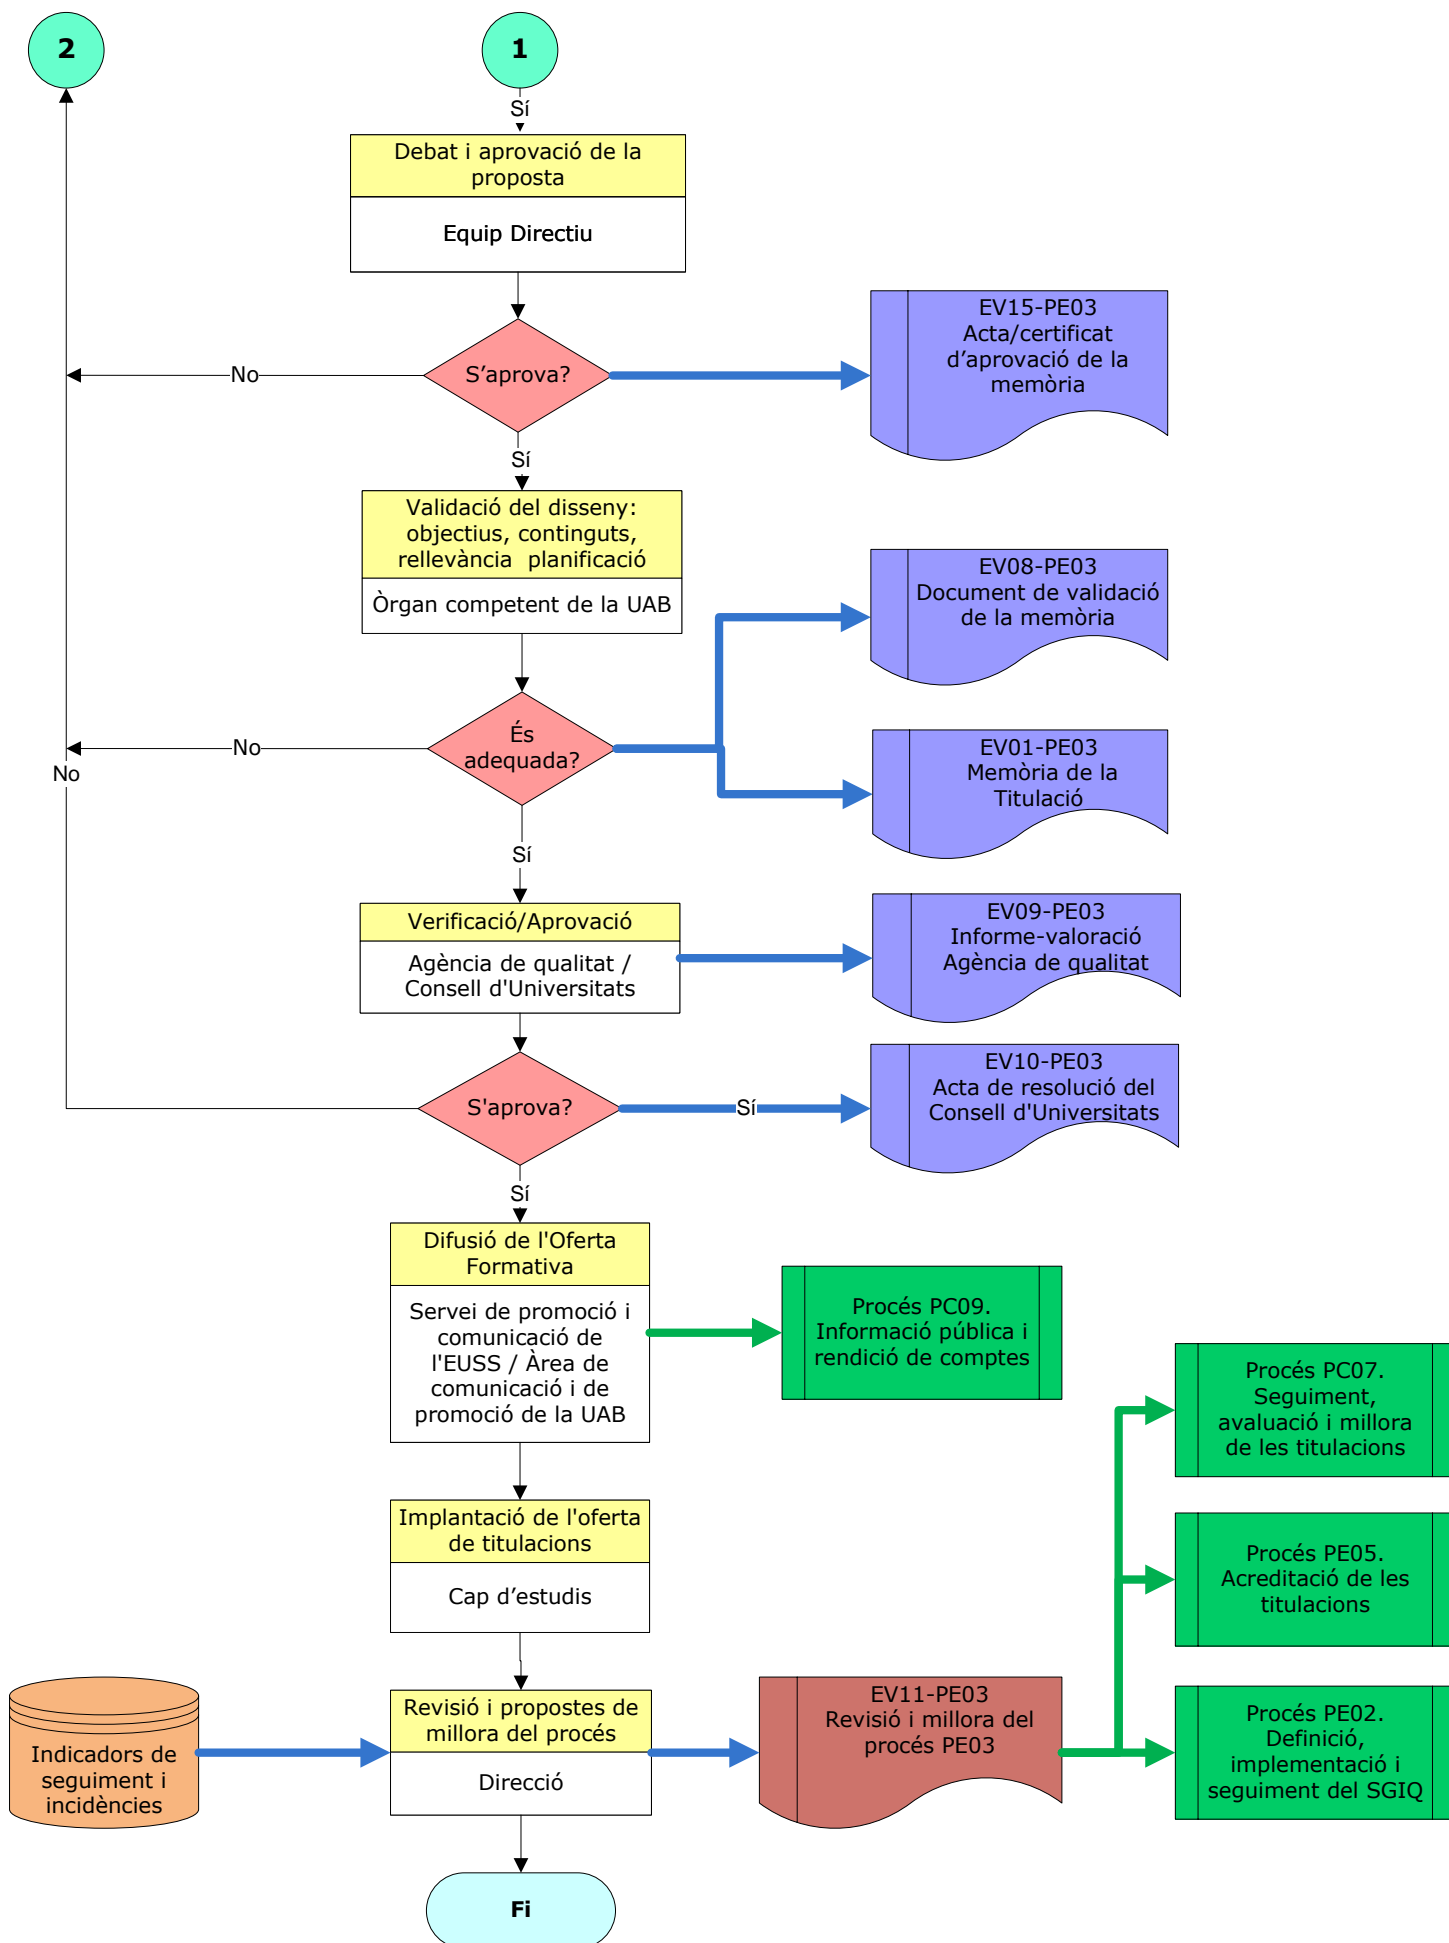 2
1
Sí
Debat i aprovació de la
proposta
Equip Directiu
S’aprova?
No
EV15-PE03
Acta/certificat
d’aprovació de la
memòria
Sí
Validació del disseny:
objectius, continguts,
rellevància planificació
Òrgan competent de la UAB
EV08-PE03
Document de validació
de la memòria
És
adequada?
No
No
EV01-PE03
Memòria de la
Titulació
Sí
Verificació/Aprovació
Agència de qualitat /
Consell d'Universitats
EV09-PE03
Informe-valoració
Agència de qualitat
S'aprova?
Sí
EV10-PE03
Acta de resolució del
Consell d'Universitats
Sí
Difusió de l'Oferta
Formativa
Servei de promoció i
comunicació de
l'EUSS / Àrea de
comunicació i de
promoció de la UAB
Procés PC09.
Informació pública i
rendició de comptes
Procés PC07.
Seguiment,
avaluació i millora
de les titulacions
Implantació de l'oferta
de titulacions
Cap d’estudis
Procés PE05.
Acreditació de les
titulacions
Indicadors de
seguiment i
incidències
Revisió i propostes de
millora del procés
Direcció
EV11-PE03
Revisió i millora del
procés PE03
Procés PE02.
Definició,
implementació i
seguiment del SGIQ
Fi